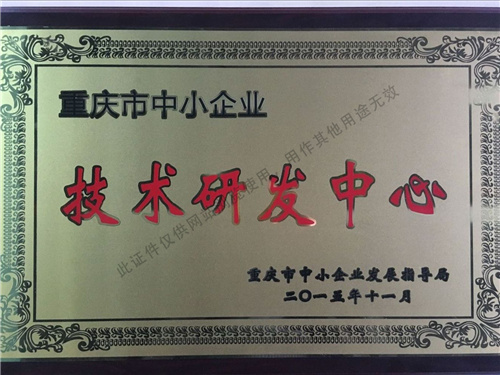 重庆市中小企业
技术研发中心
重庆市中小企业发展指导局
二〇一五年十一月
此证件仅供网站
使用
用作其他用途无效